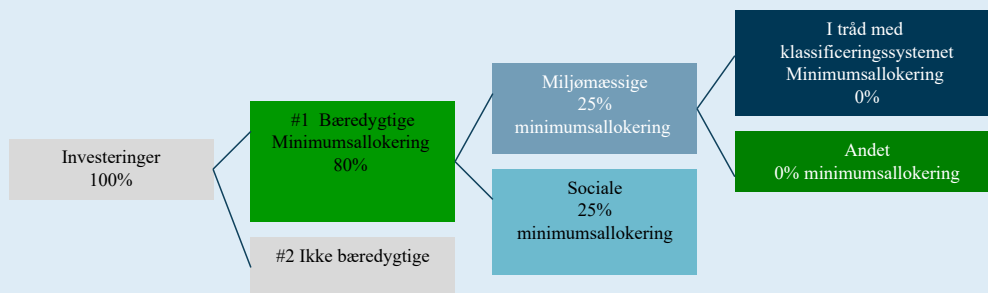 Investeringer
100%
#1 Bæredygtige
Minimumsallokering
80%
#2 Ikke bæredygtige
Miljømæssige
25%
minimumsallokering
Sociale
25%
minimumsallokering
I tråd med
klassificeringssystemet
Minimumsallokering
0%
Andet
0% minimumsallokering